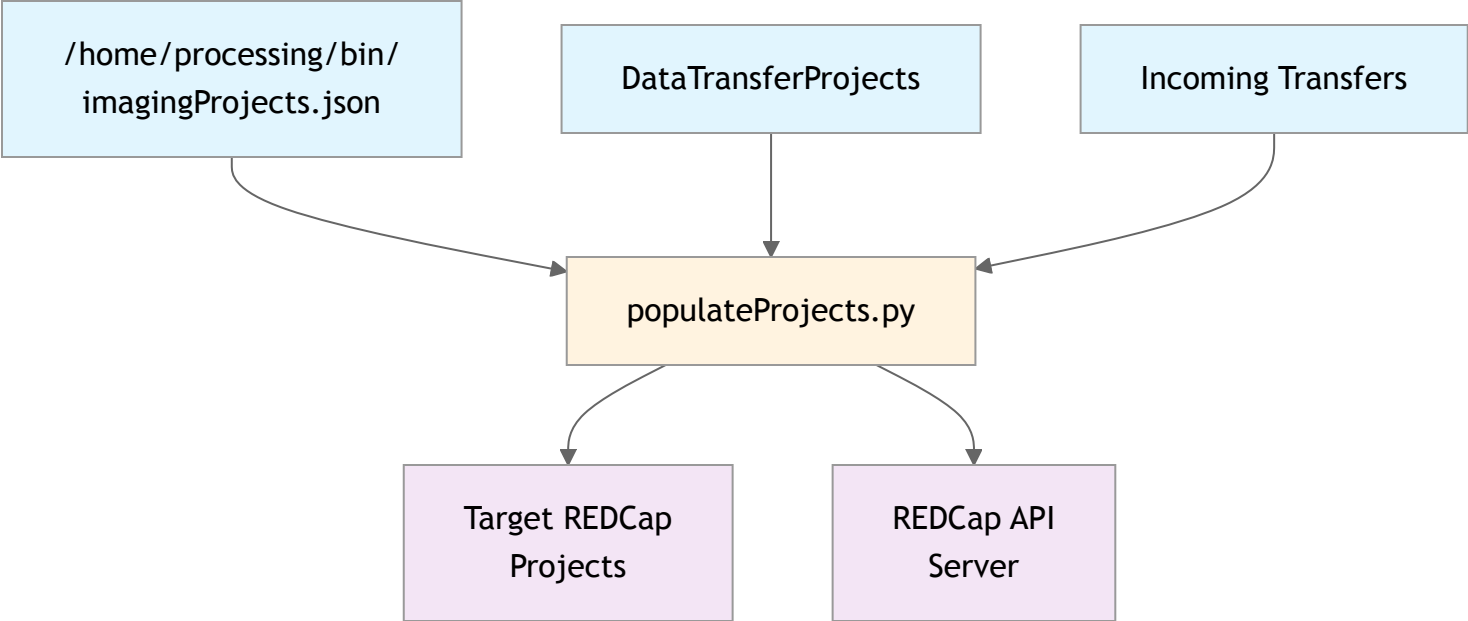 /home/processing/bin/
imagingProjects.json
DataTransferProjects
Incoming Transfers
populateProjects.py
Target REDCap
Projects
REDCap API
Server